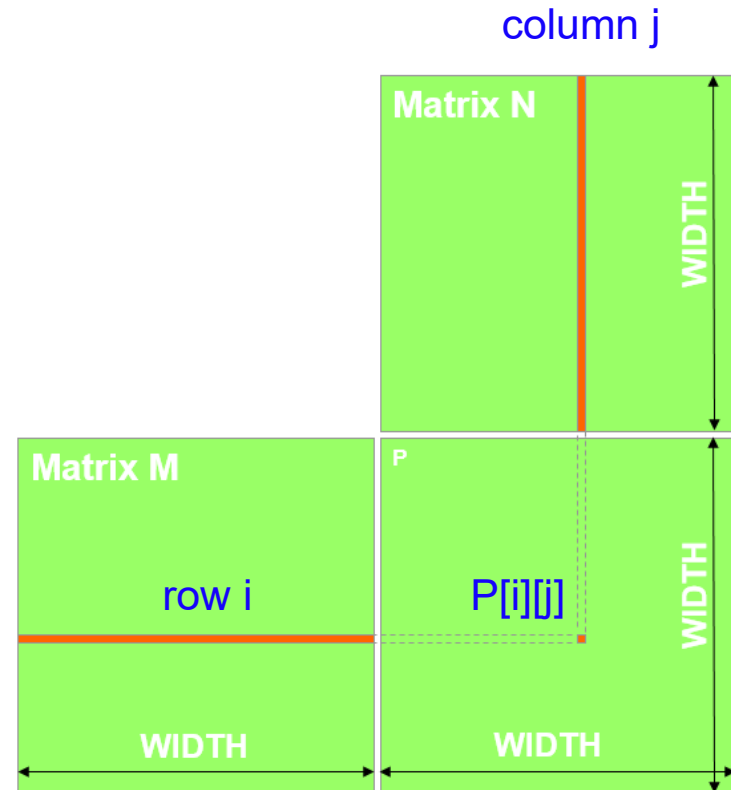 column j
Matrix N
WIDTH
Matrix M
P
row i
P[i][j]
WIDTH
WIDTH
WIDTH